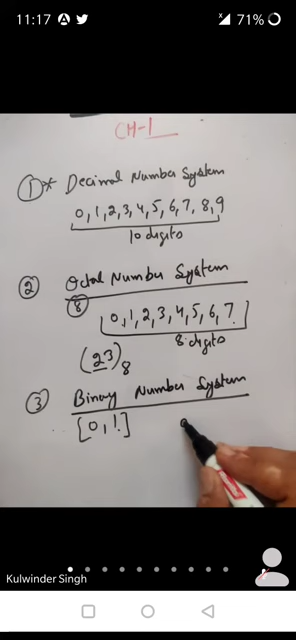 11:17
71%
CH-1
① * Decimal Number System
0,1,2,3,4,5,6,7,8,9
10 digits
② Octal Number System
⑧ 0,1,2,3,4,5,6,7
8 digits
(23)8
③ Binary Number System
[0,1]
Kulwinder Singh